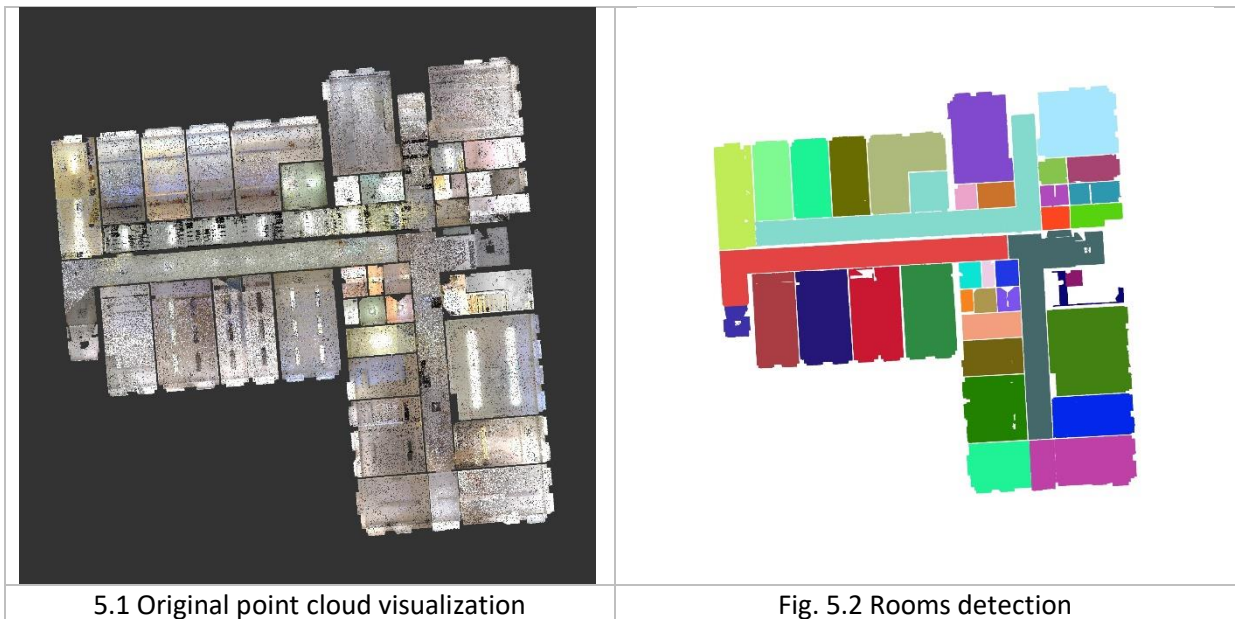 5.1 Original point cloud visualization
Fig. 5.2 Rooms detection